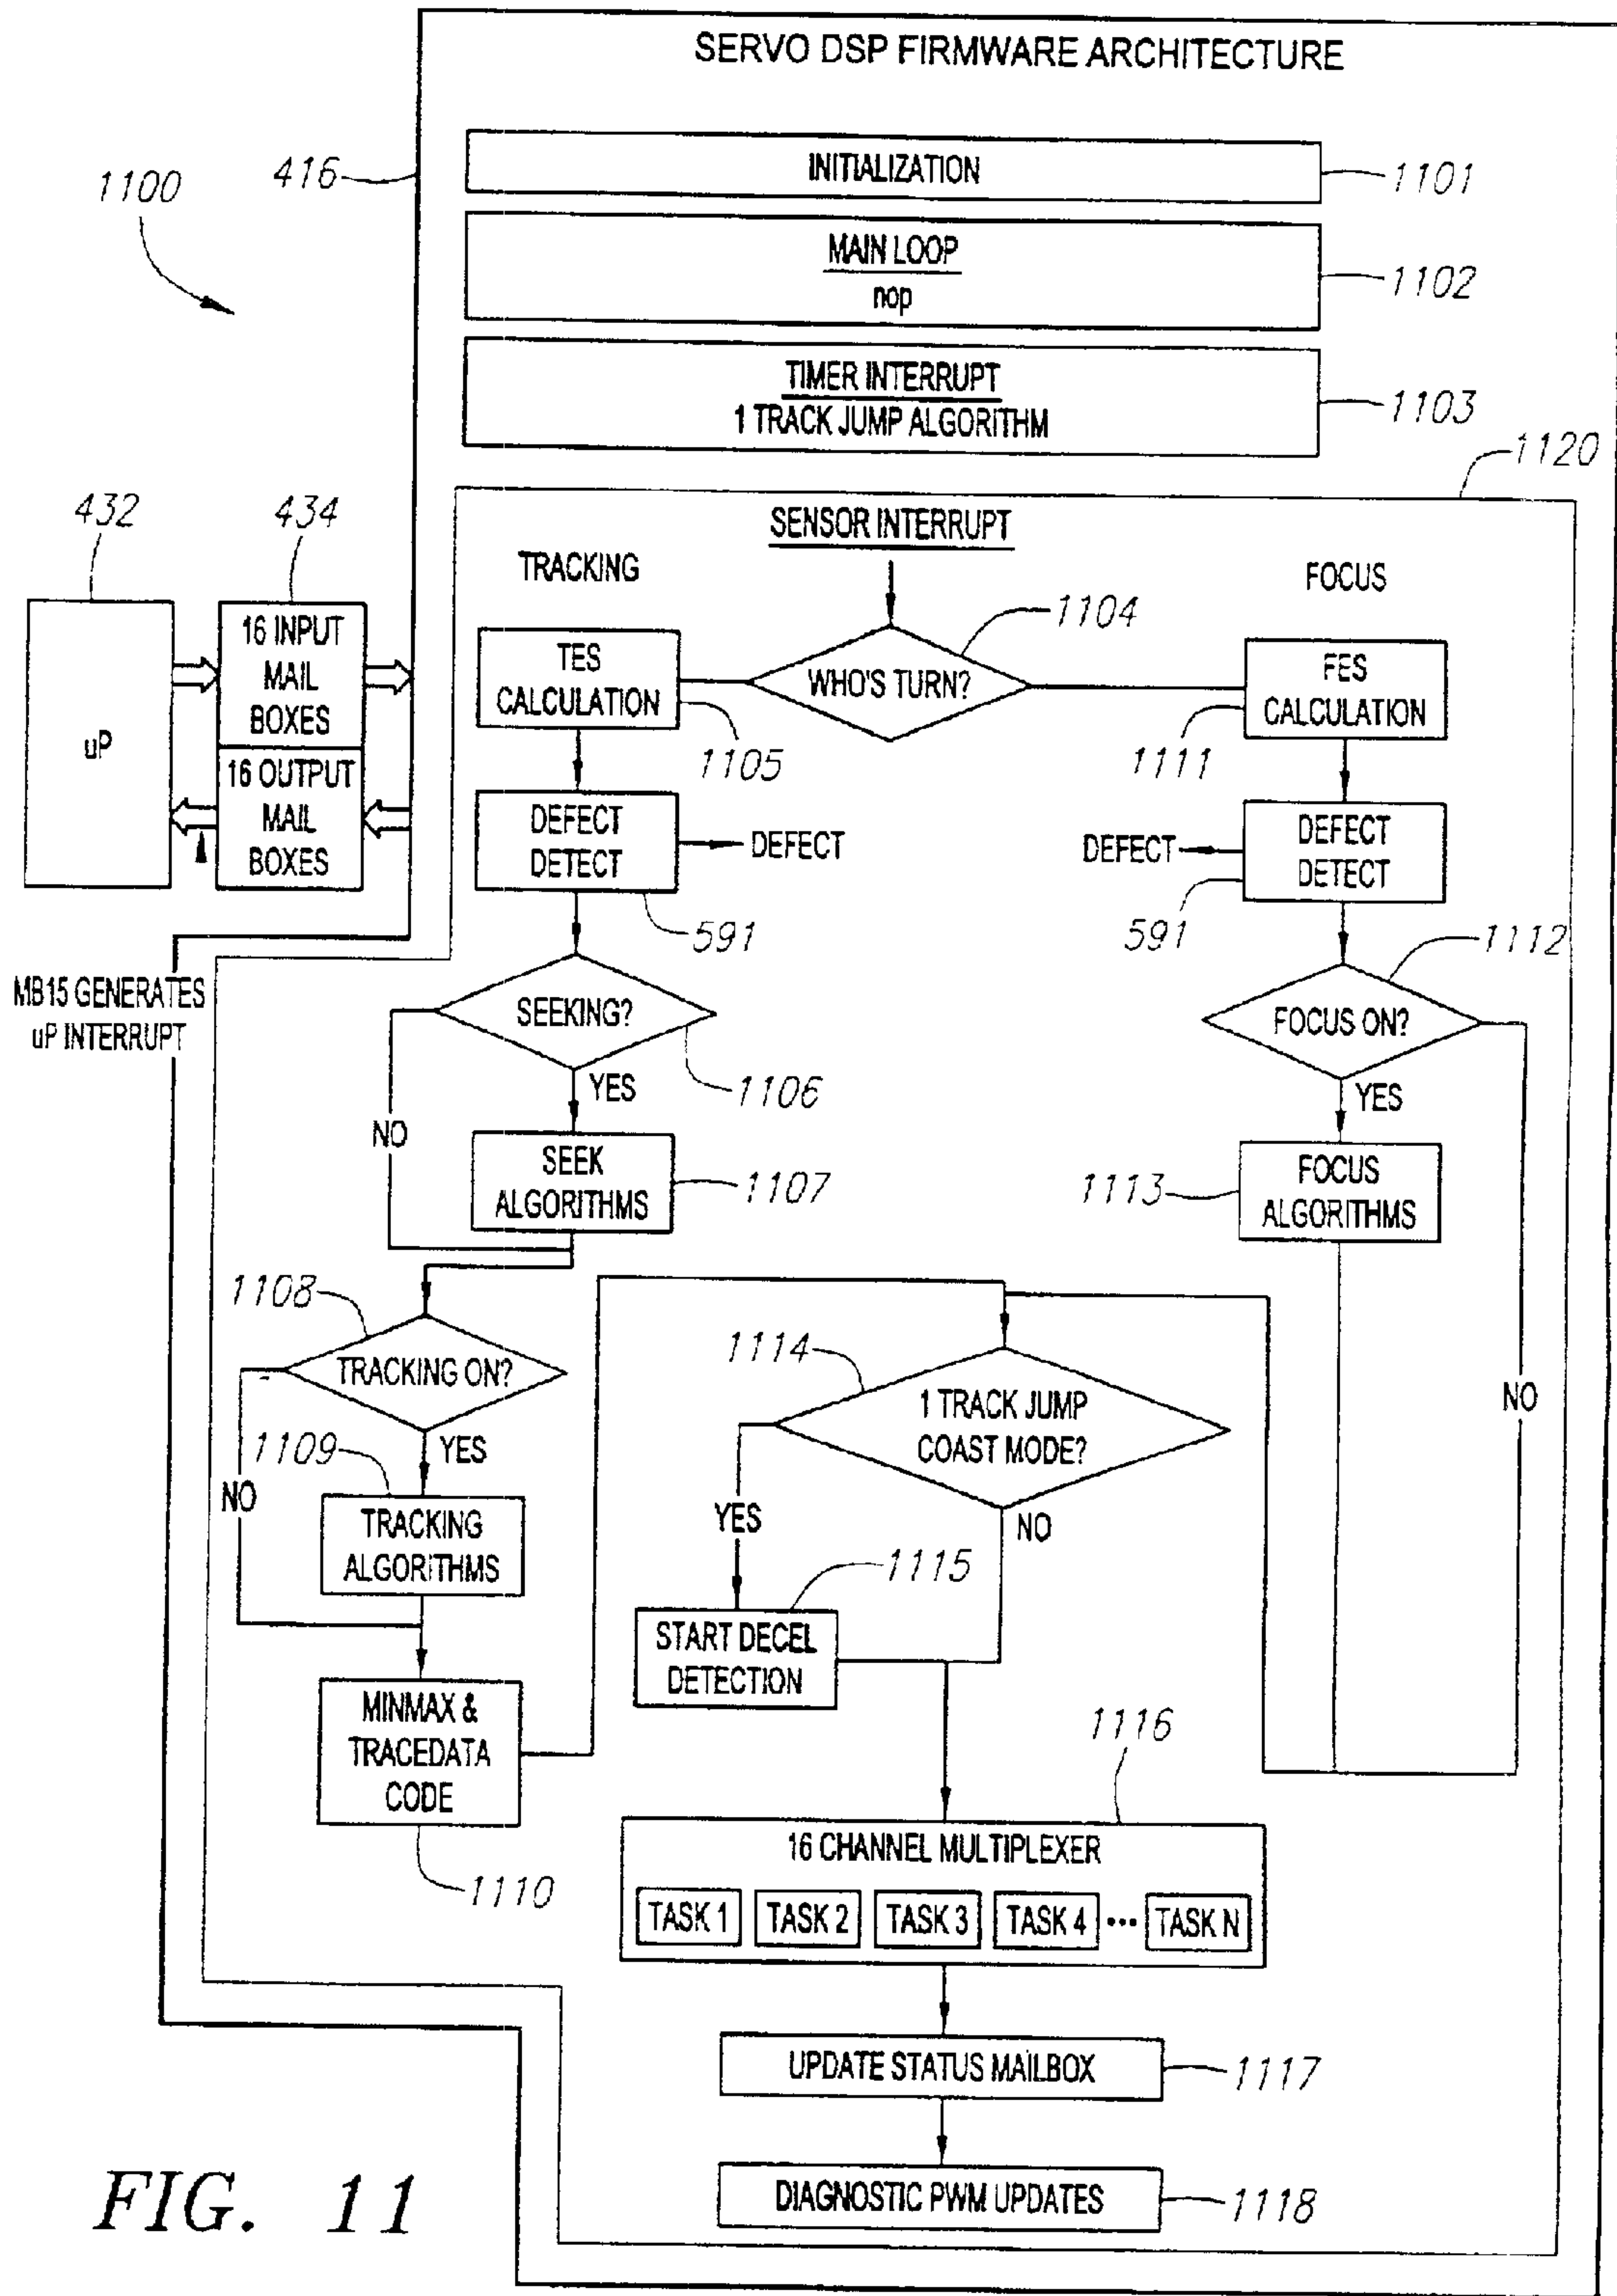 SERVO DSP FIRMWARE ARCHITECTURE
1100
416
INITIALIZATION
1101
MAIN LOOP
nop
1102
TIMER INTERRUPT
1 TRACK JUMP ALGORITHM
1103
1120
432
434
uP
16 INPUT
MAIL
BOXES
16 OUTPUT
MAIL
BOXES
MB15 GENERATES
uP INTERRUPT
SENSOR INTERRUPT
TRACKING
FOCUS
WHO'S TURN?
1104
TES
CALCULATION
1105
FES
CALCULATION
1111
DEFECT
DETECT
DEFECT
591
DEFECT
DEFECT
DETECT
591
SEEKING?
1106
YES
NO
SEEK
ALGORITHMS
1107
FOCUS ON?
1112
YES
NO
FOCUS
ALGORITHMS
1113
1108
TRACKING ON?
YES
NO
1109
TRACKING
ALGORITHMS
MINMAX &
TRACEDATA
CODE
1110
1114
1 TRACK JUMP
COAST MODE?
YES
NO
1115
START DECEL
DETECTION
1116
16 CHANNEL MULTIPLEXER
TASK 1 TASK 2 TASK 3 TASK 4 ••• TASK N
UPDATE STATUS MAILBOX
1117
DIAGNOSTIC PWM UPDATES
1118
FIG. 11